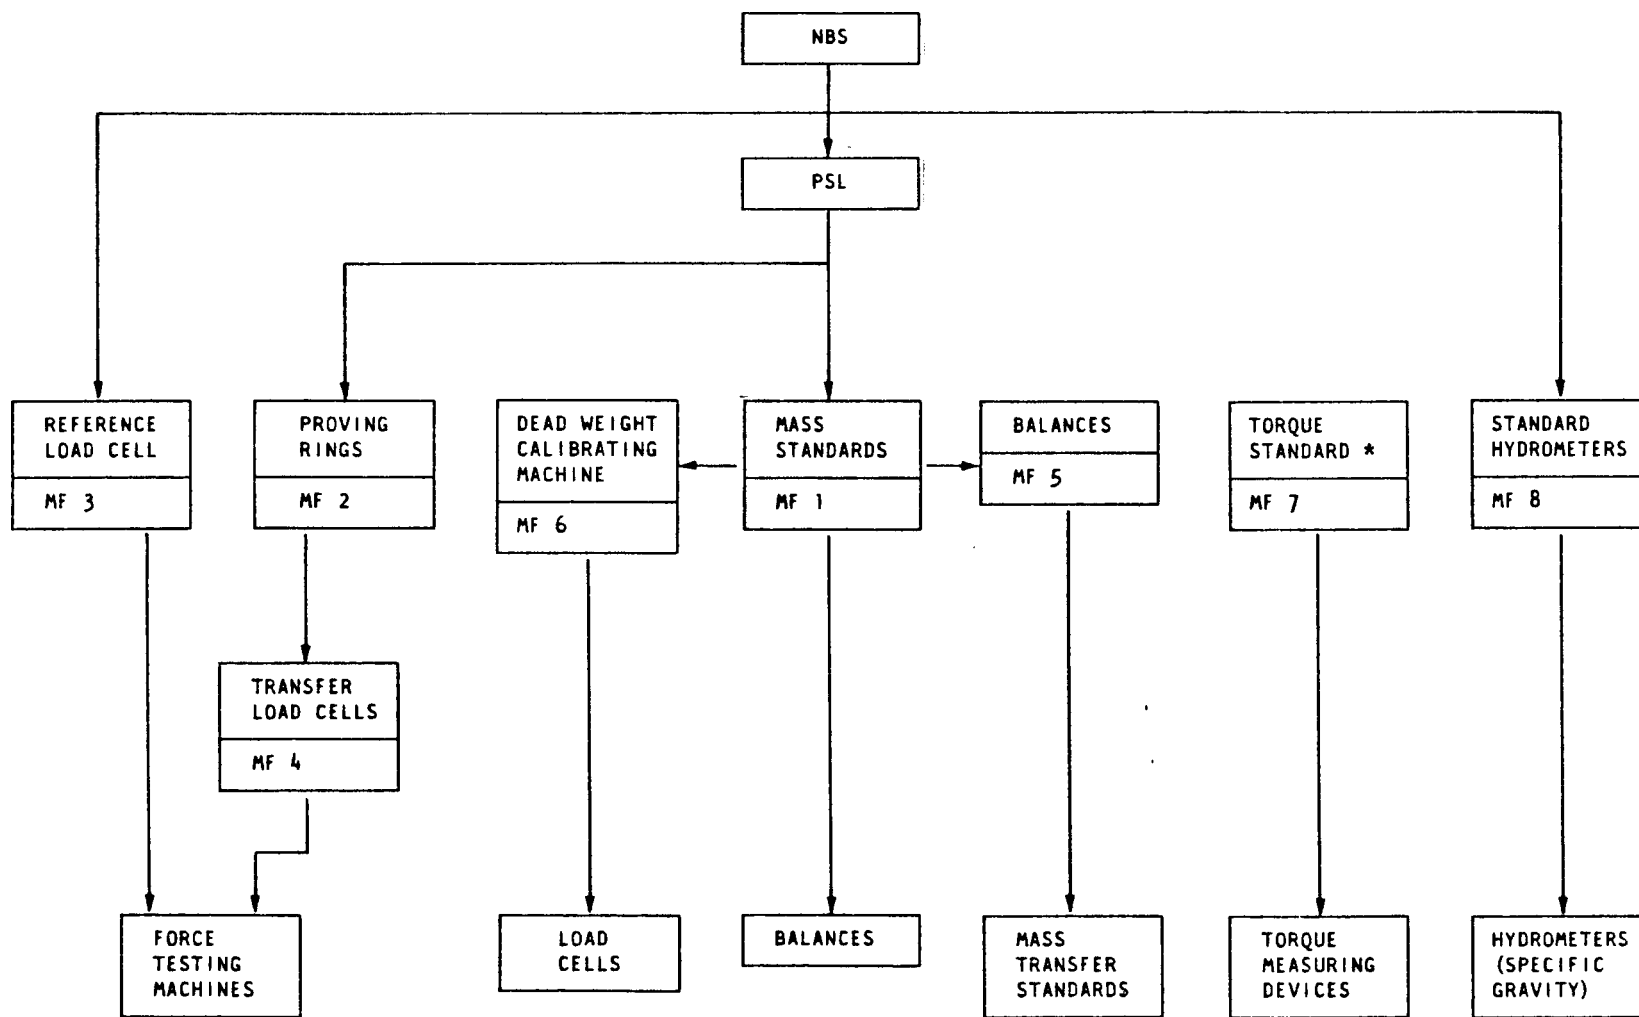 NBS
PSL
REFERENCE
LOAD CELL
MF 3
PROVING
RINGS
MF 2
DEAD WEIGHT
CALIBRATING
MACHINE
MF 6
MASS
STANDARDS
MF 1
BALANCES
MF 5
TORQUE
STANDARD *
MF 7
STANDARD
HYDROMETERS
MF 8
TRANSFER
LOAD CELLS
MF 4
FORCE
TESTING
MACHINES
LOAD
CELLS
BALANCES
MASS
TRANSFER
STANDARDS
TORQUE
MEASURING
DEVICES
HYDROMETERS
(SPECIFIC
GRAVITY)